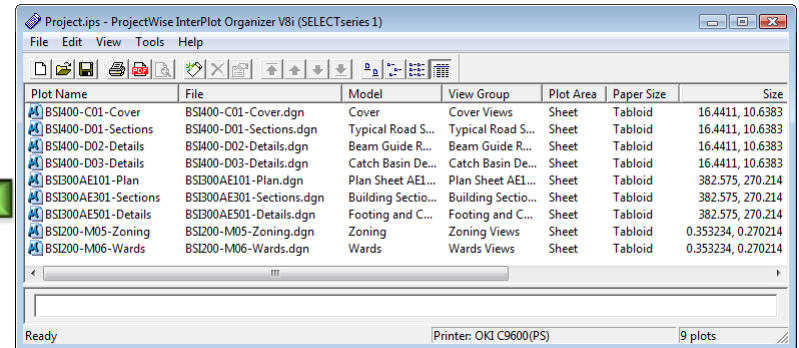 Project.ips - ProjectWise InterPlot Organizer V8i (SELECTseries 1)
File Edit View Tools Help
Plot Name File Model View Group Plot Area Paper Size Size
BSI400-C01-Cover BSI400-C01-Cover.dgn Cover Cover Views Sheet Tabloid 16.4411, 10.6383
BSI400-D01-Sections BSI400-D01-Sections.dgn Typical Road S... Typical Road S... Sheet Tabloid 16.4411, 10.6383
BSI400-D02-Details BSI400-D02-Details.dgn Beam Guide R... Beam Guide R... Sheet Tabloid 16.4411, 10.6383
BSI400-D03-Details BSI400-D03-Details.dgn Catch Basin De... Catch Basin De... Sheet Tabloid 16.4411, 10.6383
BSI300AE101-Plan BSI300AE101-Plan.dgn Plan Sheet AE1... Plan Sheet AE1... Sheet Tabloid 382.575, 270.214
BSI300AE301-Sections BSI300AE301-Sections.dgn Building Sectio... Building Sectio... Sheet Tabloid 382.575, 270.214
BSI300AE501-Details BSI300AE501-Details.dgn Footing and C... Footing and C... Sheet Tabloid 382.575, 270.214
BSI200-M05-Zoning BSI200-M05-Zoning.dgn Zoning Zoning Views Sheet Tabloid 0.353234, 0.270214
BSI200-M06-Wards BSI200-M06-Wards.dgn Wards Wards Views Sheet Tabloid 0.353234, 0.270214
Ready Printer: OKI C9600(PS) 9 plots